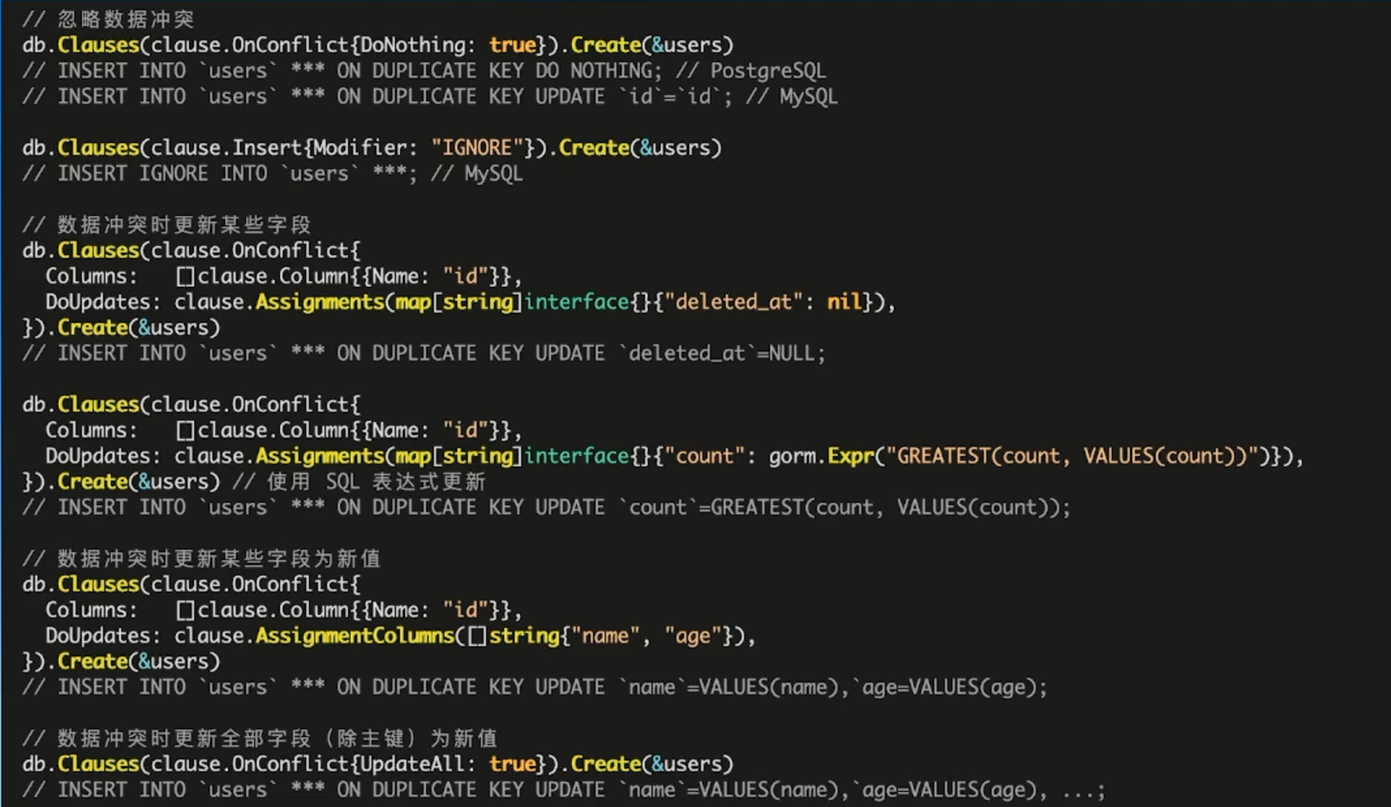 // 忽略数据冲突
db.Clauses(clause.OnConflict{DoNothing: true}).Create(&users)
// INSERT INTO `users` *** ON DUPLICATE KEY DO NOTHING; // PostgreSQL
// INSERT INTO `users` *** ON DUPLICATE KEY UPDATE `id`=`id`; // MySQL

db.Clauses(clause.Insert{Modifier: "IGNORE"}).Create(&users)
// INSERT IGNORE INTO `users` ***; // MySQL

// 数据冲突时更新某些字段
db.Clauses(clause.OnConflict{
  Columns:   []clause.Column{{Name: "id"}},
  DoUpdates: clause.Assignments(map[string]interface{}{"deleted_at": nil}),
}).Create(&users)
// INSERT INTO `users` *** ON DUPLICATE KEY UPDATE `deleted_at`=NULL;

db.Clauses(clause.OnConflict{
  Columns:   []clause.Column{{Name: "id"}},
  DoUpdates: clause.Assignments(map[string]interface{}{"count": gorm.Expr("GREATEST(count, VALUES(count))")}),
}).Create(&users) // 使用 SQL 表达式更新
// INSERT INTO `users` *** ON DUPLICATE KEY UPDATE `count`=GREATEST(count, VALUES(count));

// 数据冲突时更新某些字段为新值
db.Clauses(clause.OnConflict{
  Columns:   []clause.Column{{Name: "id"}},
  DoUpdates: clause.AssignmentColumns([]string{"name", "age"}),
}).Create(&users)
// INSERT INTO `users` *** ON DUPLICATE KEY UPDATE `name`=VALUES(name),`age=VALUES(age);

// 数据冲突时更新全部字段（除主键）为新值
db.Clauses(clause.OnConflict{UpdateAll: true}).Create(&users)
// INSERT INTO `users` *** ON DUPLICATE KEY UPDATE `name`=VALUES(name),`age=VALUES(age), ...;